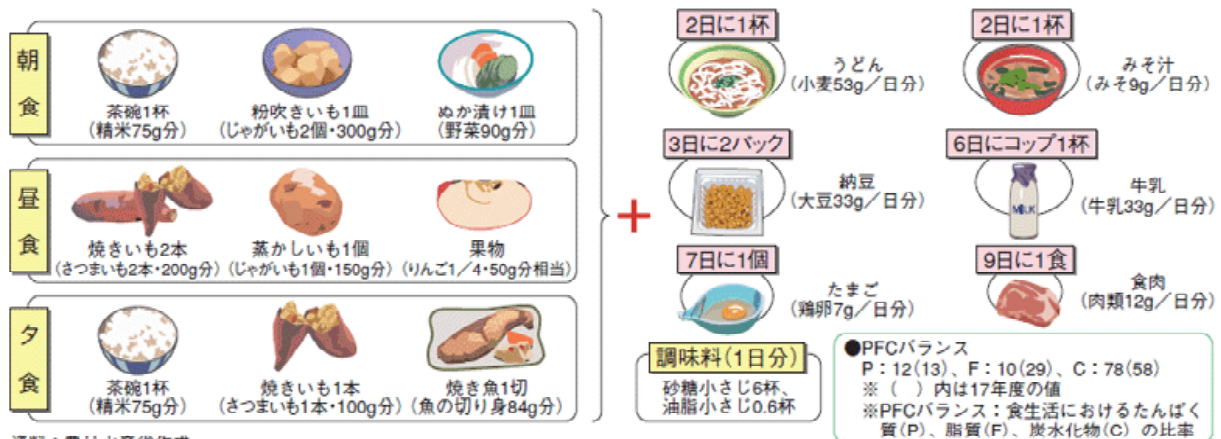 朝食
茶碗1杯
(精米75g分)
粉吹きいも1皿
(じゃがいも2個・300g分)
ぬか漬け1皿
(野菜90g分)
昼食
焼きいも2本
(さつまいも2本・200g分)
蒸かしいも1個
(じゃがいも1個・150g分)
果物
(りんご1/4・50g分相当)
夕食
茶碗1杯
(精米75g分)
焼きいも1本
(さつまいも1本・100g分)
焼き魚1切
(魚の切り身84g分)
+
2日に1杯
うどん
(小麦53g/日分)
2日に1杯
みそ汁
(みそ9g/日分)
3日に2パック
納豆
(大豆33g/日分)
6日にコップ1杯
MILK
牛乳
(牛乳33g/日分)
7日に1個
たまご
(鶏卵7g/日分)
9日に1食
食肉
(肉類12g/日分)
調味料(1日分)
砂糖小さじ6杯、
油脂小さじ0.6杯
●PFCバランス
P:12(13)、F:10(29)、C:78(58)
※( )内は17年度の値
※PFCバランス:食生活におけるたんぱく
質(P)、脂質(F)、炭水化物(C)の比率